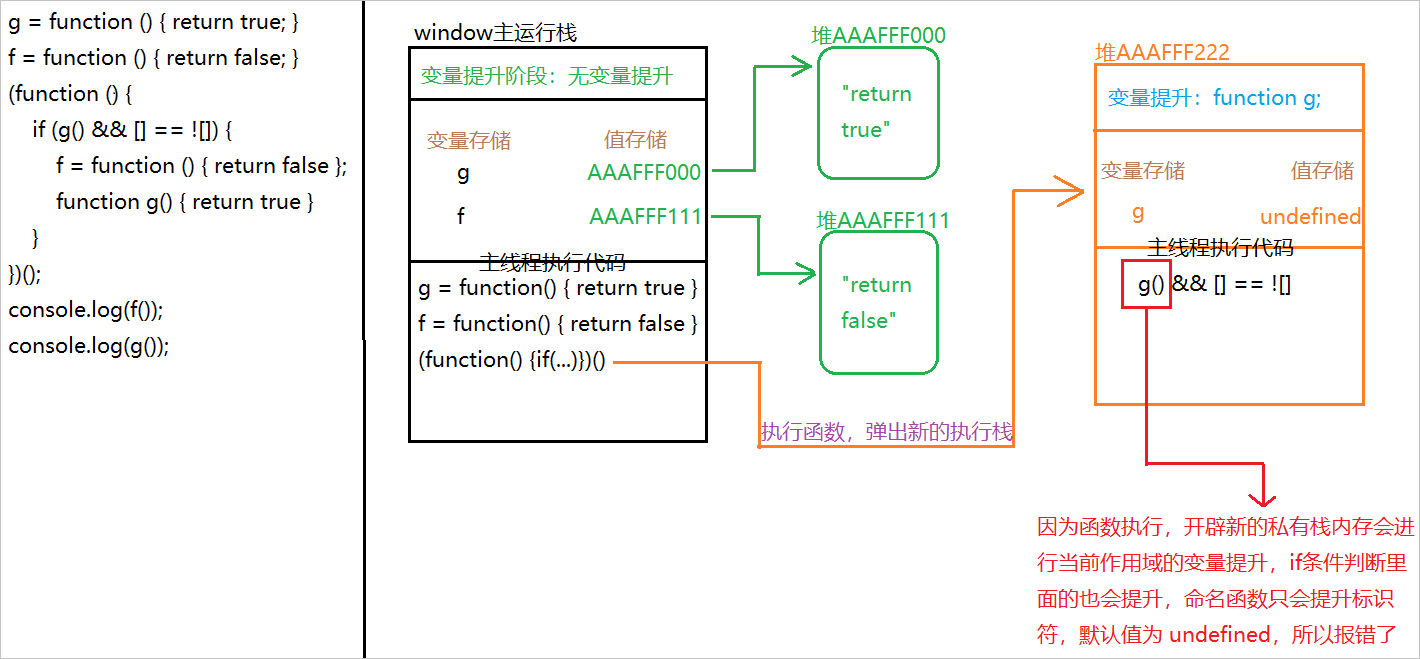 g = function () { return true; }
f = function () { return false; }
(function () {
if (g() && [] == ![]) {
f = function () { return false };
function g() { return true }
}
})();
console.log(f());
console.log(g());
window主运行栈
变量提升阶段：无变量提升
变量存储 值存储
g AAAFFF000
f AAAFFF111
主线程执行代码
g = function() { return true }
f = function() { return false }
(function() {if(...)})()
堆AAAFFF000
"return
true"
堆AAAFFF111
"return
false"
执行函数，弹出新的执行栈
堆AAAFFF222
变量提升：function g;
变量存储 值存储
g undefined
主线程执行代码
g() && [] == ![]
因为函数执行，开辟新的私有栈内存会进
行当前作用域的变量提升，if条件判断里
面的也会提升，命名函数只会提升标识
符，默认值为 undefined，所以报错了